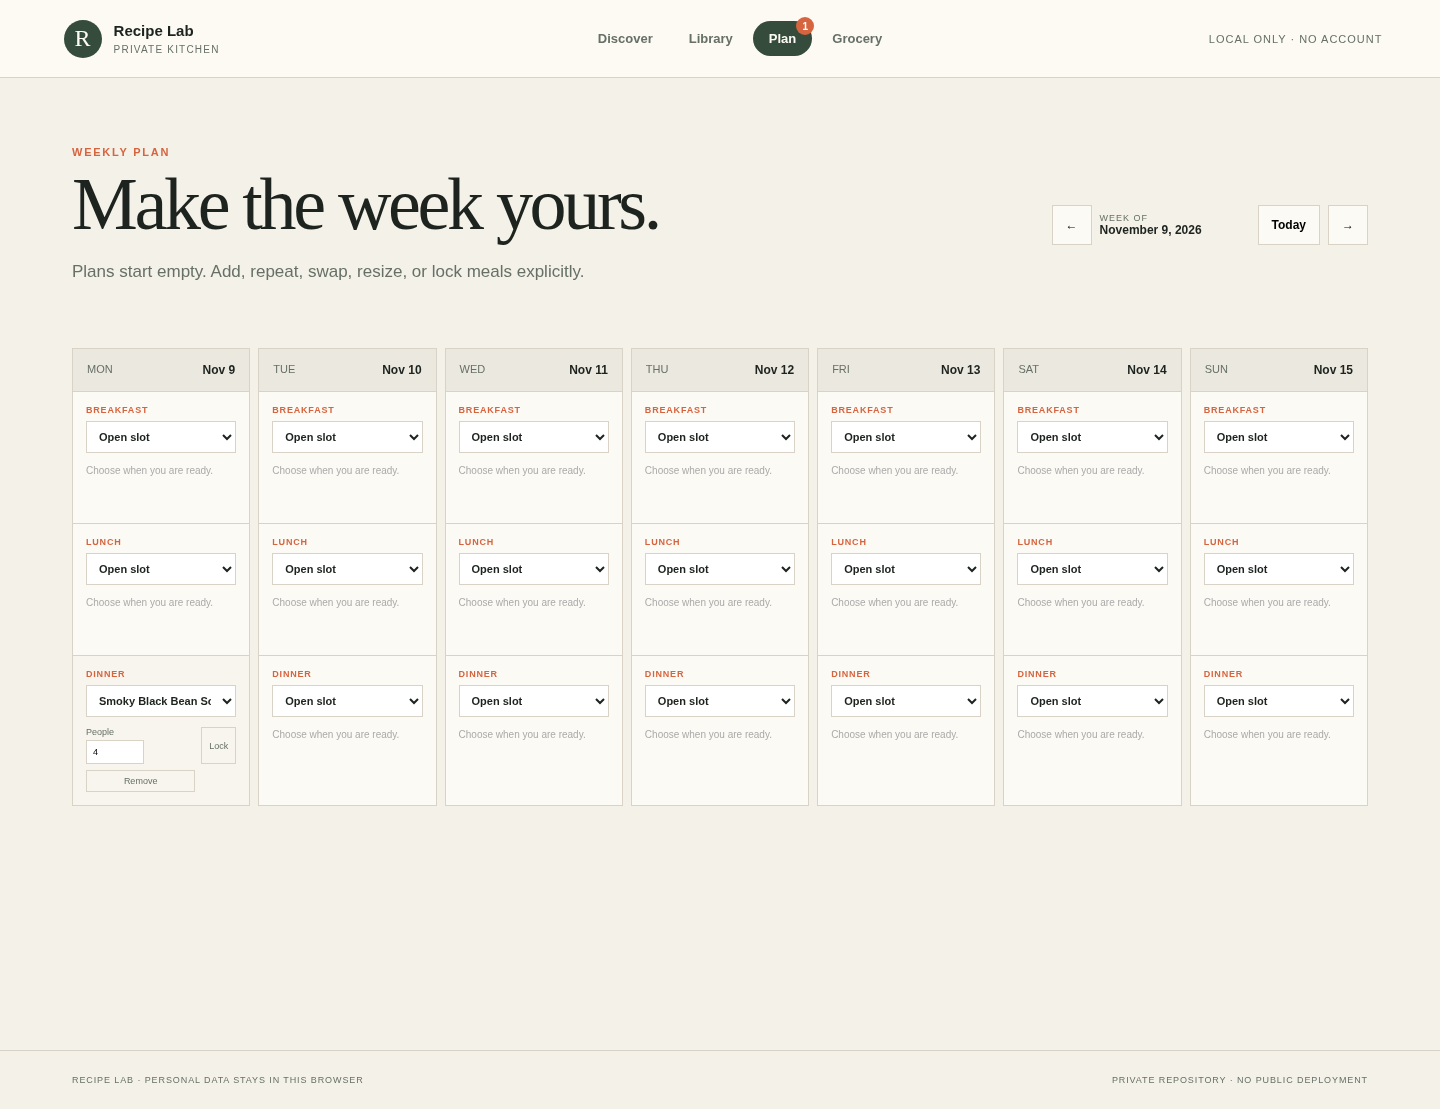 R
Recipe Lab
PRIVATE KITCHEN
Discover
Library
Plan
1
Grocery
LOCAL ONLY · NO ACCOUNT
WEEKLY PLAN
Make the week yours.
Plans start empty. Add, repeat, swap, resize, or lock meals explicitly.
←
WEEK OF
November 9, 2026
Today
→
MON Nov 9
TUE Nov 10
WED Nov 11
THU Nov 12
FRI Nov 13
SAT Nov 14
SUN Nov 15
BREAKFAST BREAKFAST BREAKFAST BREAKFAST BREAKFAST BREAKFAST BREAKFAST
Open slot Open slot Open slot Open slot Open slot Open slot Open slot
Choose when you are ready. Choose when you are ready. Choose when you are ready. Choose when you are ready. Choose when you are ready. Choose when you are ready. Choose when you are ready.
LUNCH LUNCH LUNCH LUNCH LUNCH LUNCH LUNCH
Open slot Open slot Open slot Open slot Open slot Open slot Open slot
Choose when you are ready. Choose when you are ready. Choose when you are ready. Choose when you are ready. Choose when you are ready. Choose when you are ready. Choose when you are ready.
DINNER DINNER DINNER DINNER DINNER DINNER DINNER
Smoky Black Bean Open slot Open slot Open slot Open slot Open slot Open slot
People
4
Lock
Remove
Choose when you are ready. Choose when you are ready. Choose when you are ready. Choose when you are ready. Choose when you are ready. Choose when you are ready.
RECIPE LAB · PERSONAL DATA STAYS IN THIS BROWSER
PRIVATE REPOSITORY · NO PUBLIC DEPLOYMENT